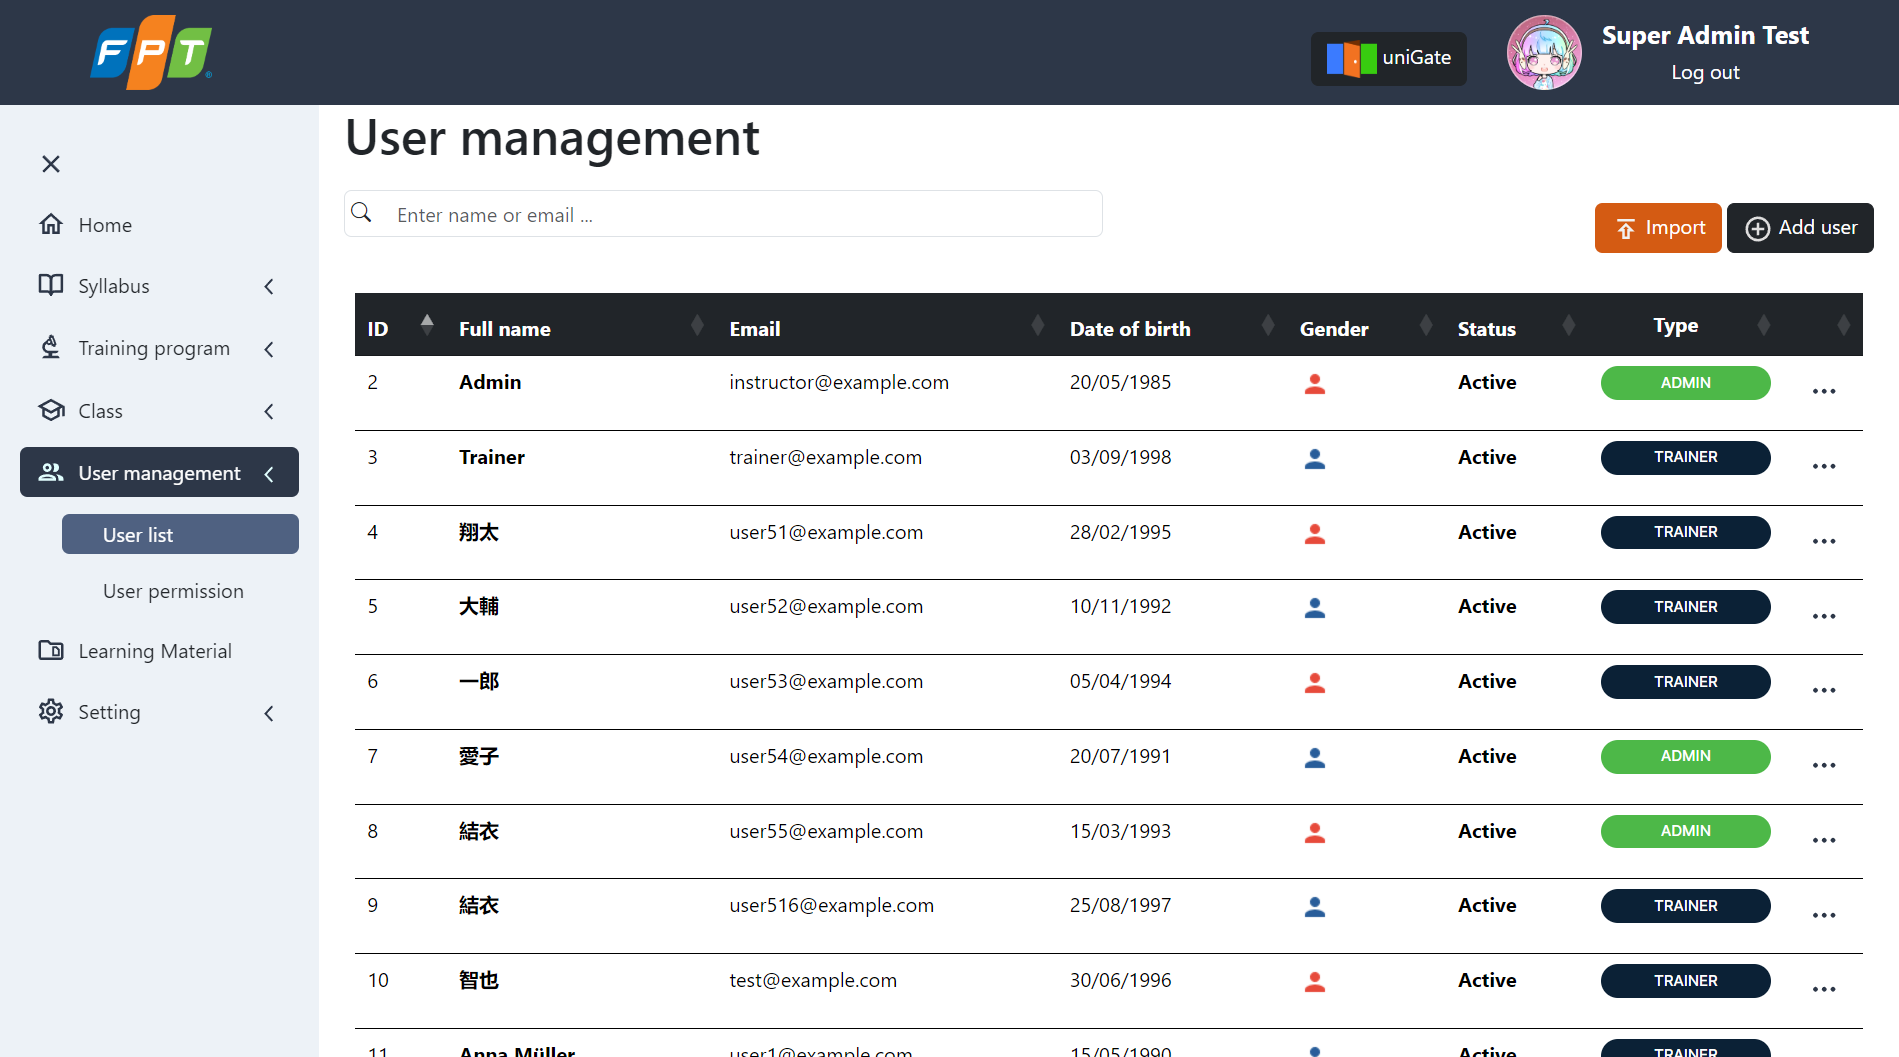 FPT®
uniGate
Super Admin Test
Log out
User management
Enter name or email ...
Import
Add user
Home
Syllabus
Training program
Class
User management
User list
User permission
Learning Material
Setting
ID Full name Email Date of birth Gender Status Type
2 Admin instructor@example.com 20/05/1985 Active ADMIN ...
3 Trainer trainer@example.com 03/09/1998 Active TRAINER ...
4 翔太 user51@example.com 28/02/1995 Active TRAINER ...
5 大輔 user52@example.com 10/11/1992 Active TRAINER ...
6 一郎 user53@example.com 05/04/1994 Active TRAINER ...
7 愛子 user54@example.com 20/07/1991 Active ADMIN ...
8 結衣 user55@example.com 15/03/1993 Active ADMIN ...
9 結衣 user516@example.com 25/08/1997 Active TRAINER ...
10 智也 test@example.com 30/06/1996 Active TRAINER ...
11 Anna Müller user1@example.com 15/05/1990 Active TRAINER